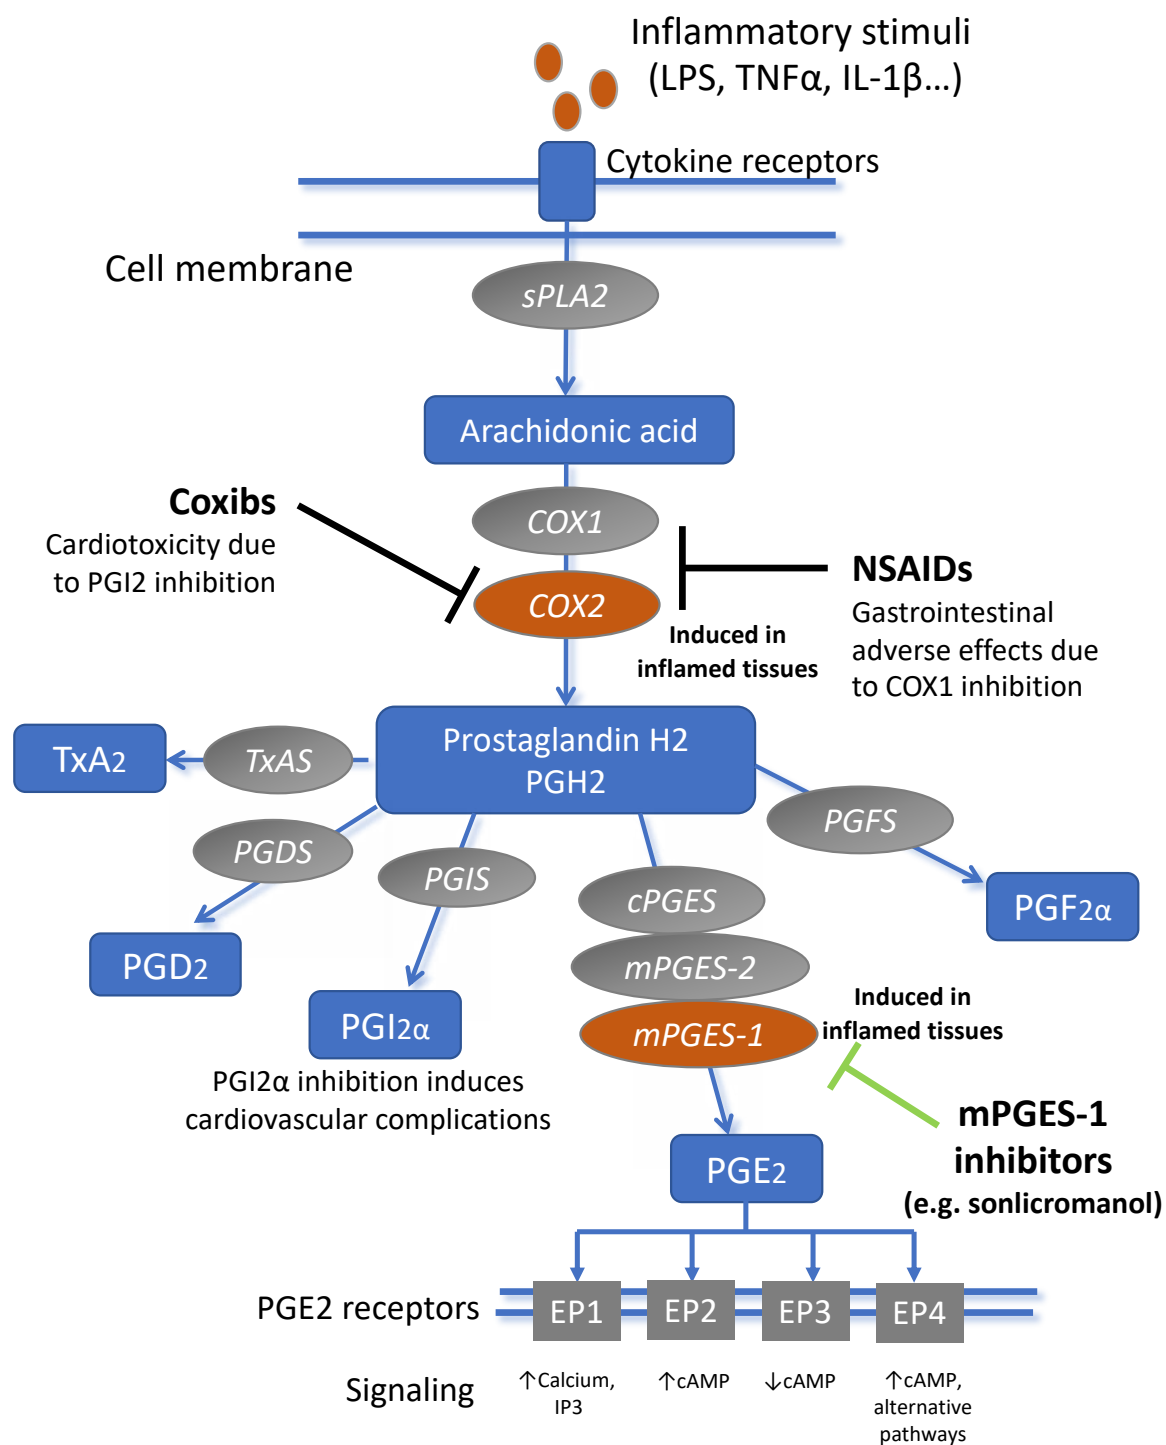 Inflammatory stimuli
(LPS, TNFα, IL-1β...)
Cytokine receptors
Cell membrane
sPLA2
Arachidonic acid
Coxibs
Cardiotoxicity due
to PGI2 inhibition
COX1
COX2
NSAIDs
Gastrointestinal
adverse effects due
to COX1 inhibition
Induced in
inflamed tissues
Prostaglandin H2
PGH2
TxA2
TxAS
PGDS
PGIS
PGFS
cPGES
mPGES-2
mPGES-1
PGF2α
PGD2
PGI2α
PGI2α inhibition induces
cardiovascular complications
Induced in
inflamed tissues
mPGES-1
inhibitors
(e.g. sonlicromanol)
PGE2
PGE2 receptors
EP1
EP2
EP3
EP4
Signaling
↑Calcium,
IP3
↑cAMP
↓cAMP
↑cAMP,
alternative
pathways